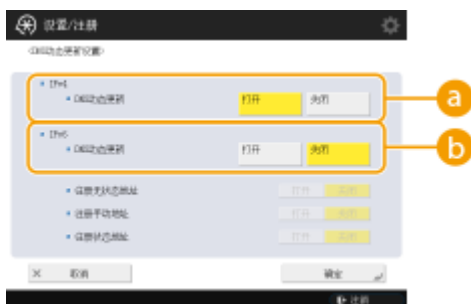 设置/注册
<DNS动态更新设置>
IPv4
DNS动态更新
打开 关闭
a
IPv6
DNS动态更新
打开 关闭
b
注册无状态地址
打开 关闭
注册手动地址
打开 关闭
注册状态地址
打开 关闭
取消
确定
注销